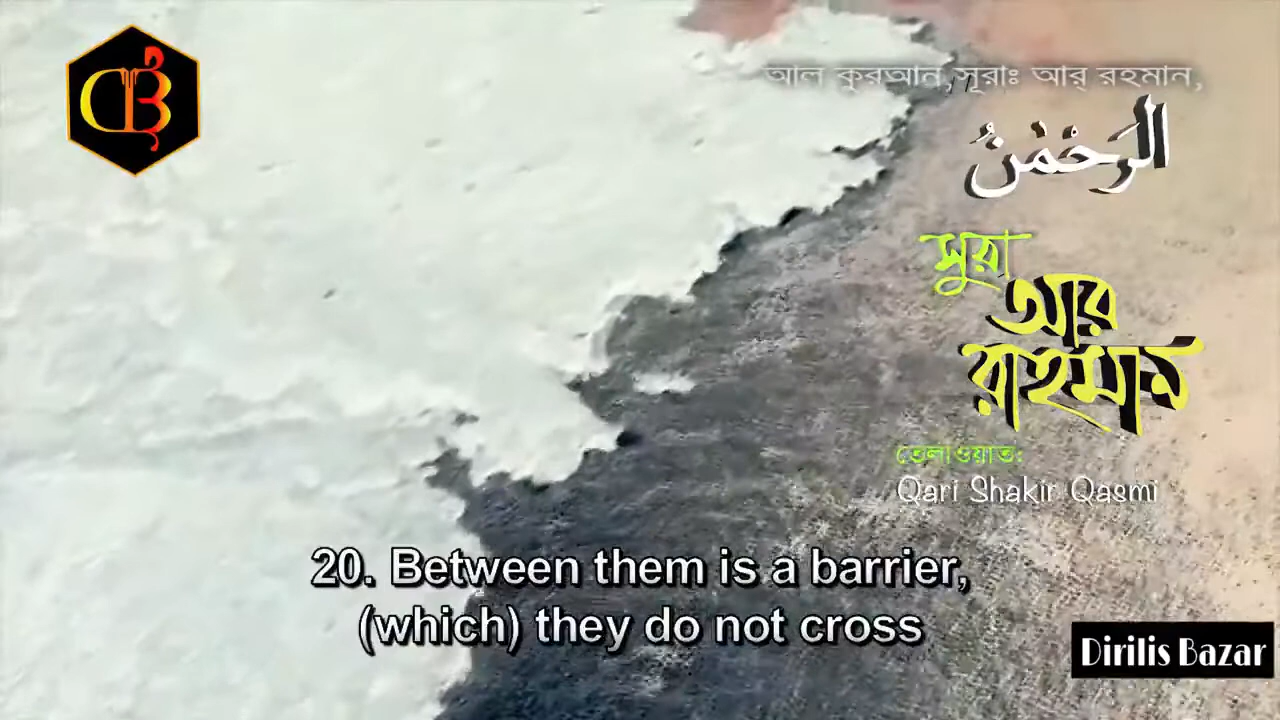 আল কুরআন,সূরাঃ আর্ রহমান,
الرَحْمٰنُ
সুরা
আর
রাহমান
তেলাওয়াত:
Qari Shakir Qasmi
20. Between them is a barrier,
(which) they do not cross
Dirilis Bazar